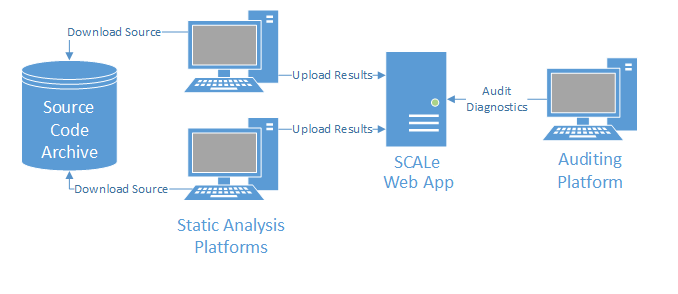 Download Source
Source
Code
Archive
Download Source
Upload Results
Upload Results
Static Analysis
Platforms
SCALe
Web App
Audit
Diagnostics
Auditing
Platform